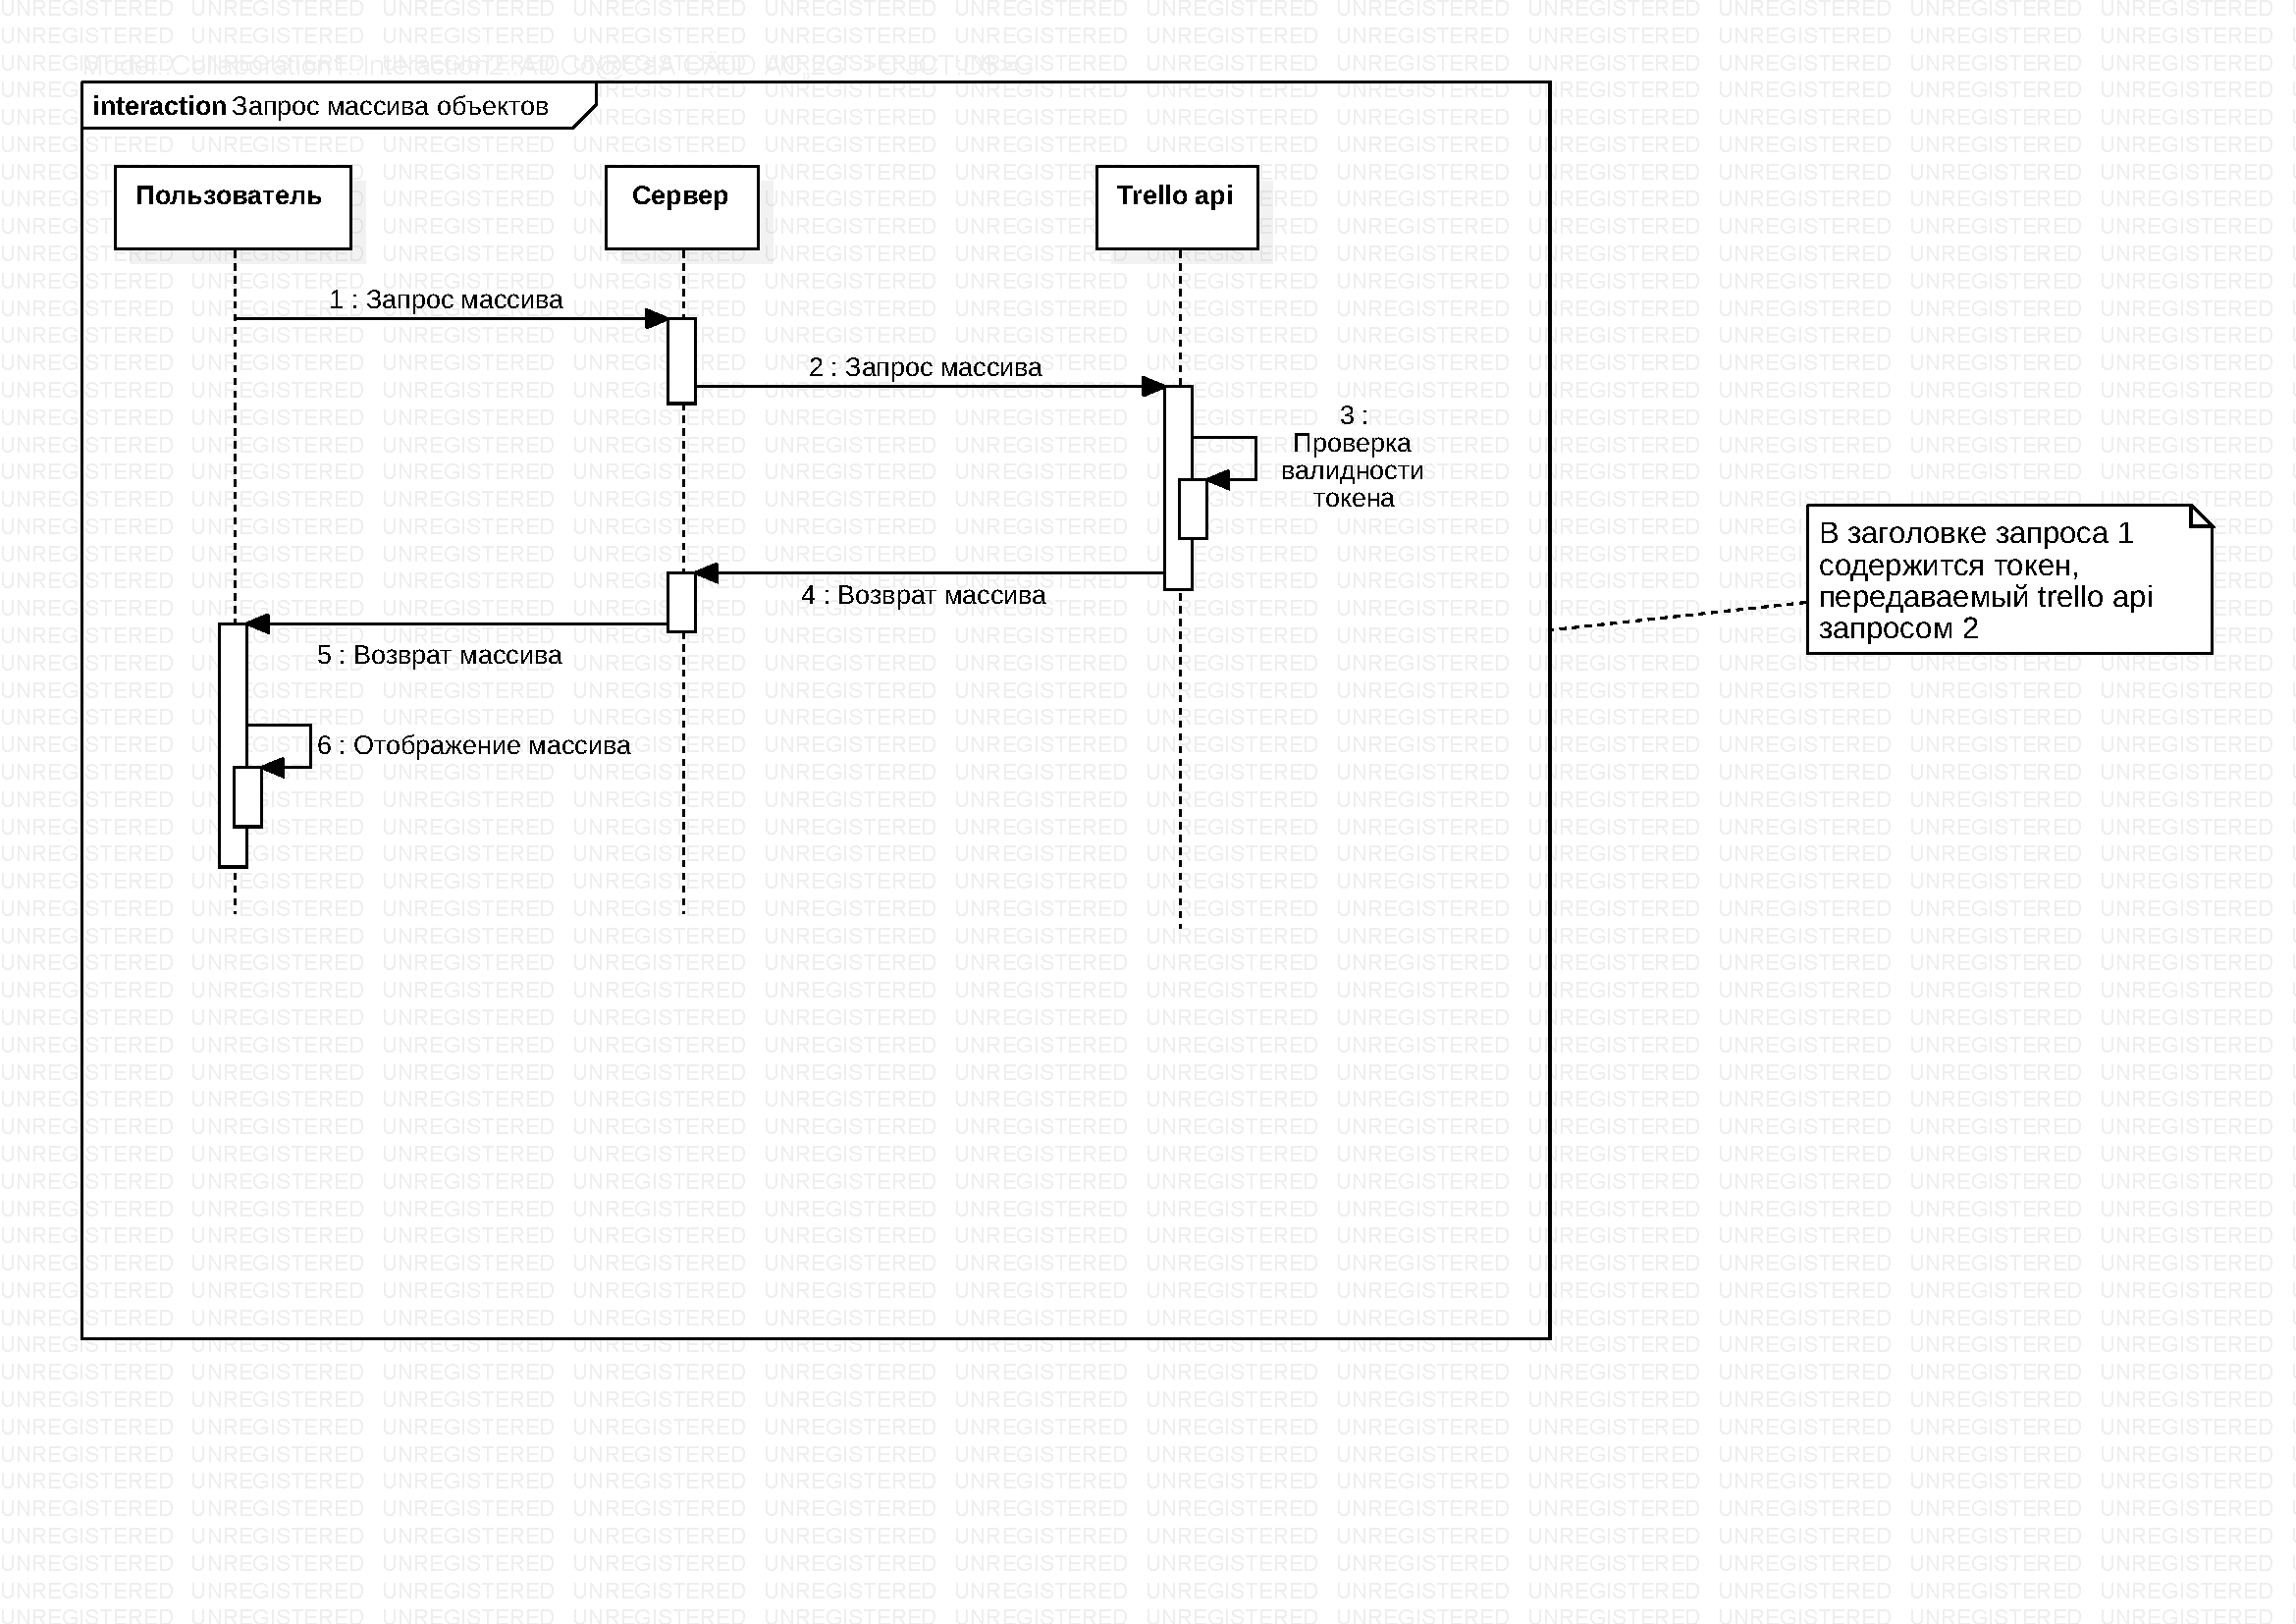 interaction Запрос массива объектов
Пользователь
Сервер
Trello api
1 : Запрос массива
2 : Запрос массива
3 :
Проверка
валидности
токена
4 : Возврат массива
5 : Возврат массива
6 : Отображение массива
В заголовке запроса 1
содержится токен,
передаваемый trello api
запросом 2
UNREGISTERED